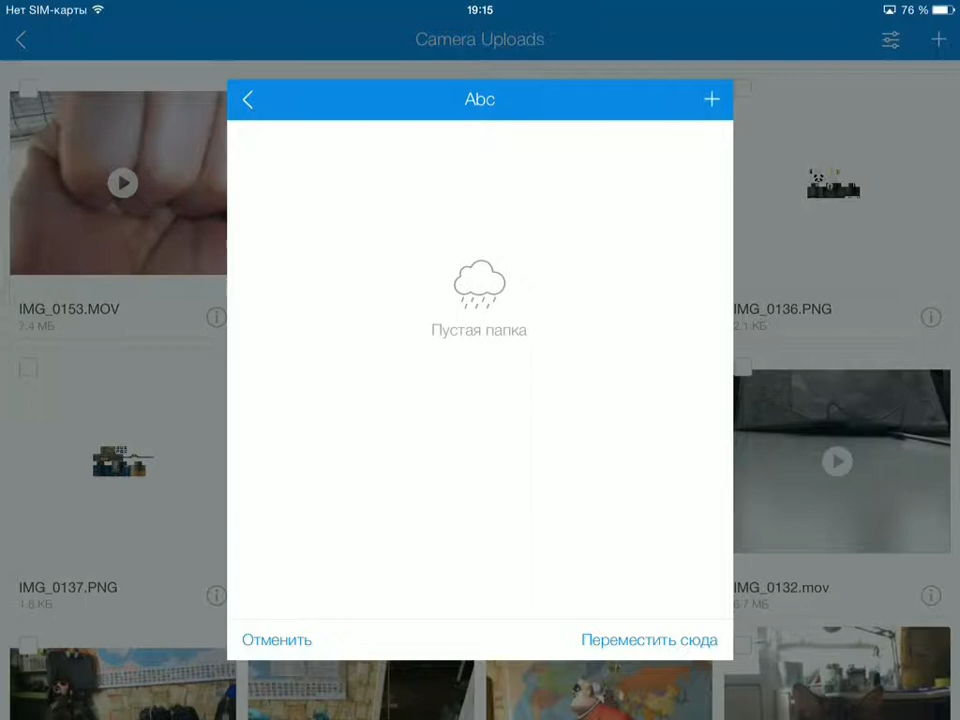 Нет SIM-карты
19:15
76 %
Camera Uploads
Abc
IMG_0153.MOV
7.4 МБ
IMG_0136.PNG
2.1 КБ
Пустая папка
IMG_0137.PNG
4.8 КБ
IMG_0132.mov
6.7 МБ
Отменить
Переместить сюда